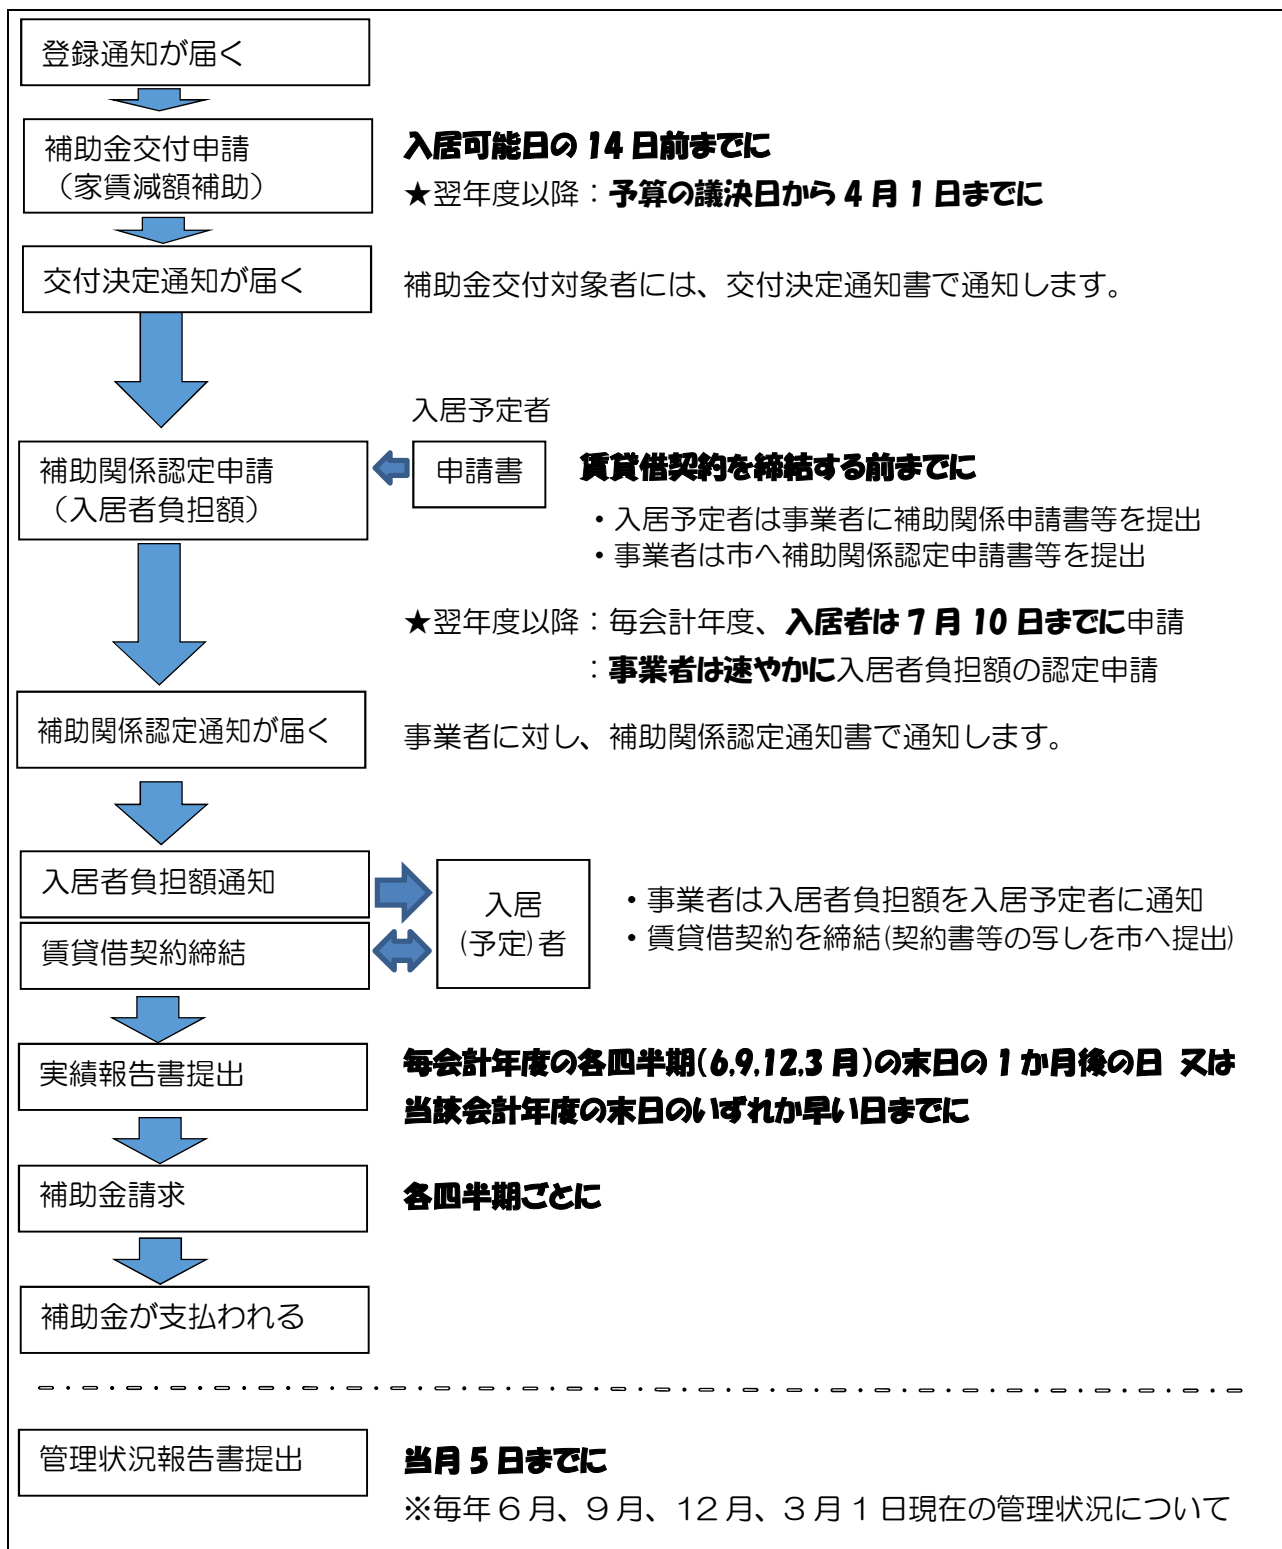 登録通知が届く
補助金交付申請
（家賃減額補助）
入居可能日の14日前までに
★翌年度以降：予算の議決日から4月1日までに
交付決定通知が届く
補助金交付対象者には、交付決定通知書で通知します。
入居予定者
補助関係認定申請
（入居者負担額）
申請書
賃貸借契約を締結する前までに
・入居予定者は事業者に補助関係申請書等を提出
・事業者は市へ補助関係認定申請書等を提出
★翌年度以降：毎会計年度、入居者は7月10日までに申請
：事業者は速やかに入居者負担額の認定申請
補助関係認定通知が届く
事業者に対し、補助関係認定通知書で通知します。
入居者負担額通知
賃貸借契約締結
入居
(予定)者
・事業者は入居者負担額を入居予定者に通知
・賃貸借契約を締結(契約書等の写しを市へ提出)
実績報告書提出
毎会計年度の各四半期(6,9,12,3月)の末日の1か月後の日 又は
当該会計年度の末日のいずれか早い日までに
補助金請求
各四半期ごとに
補助金が支払われる
管理状況報告書提出
当月5日までに
※毎年6月、9月、12月、3月1日現在の管理状況について